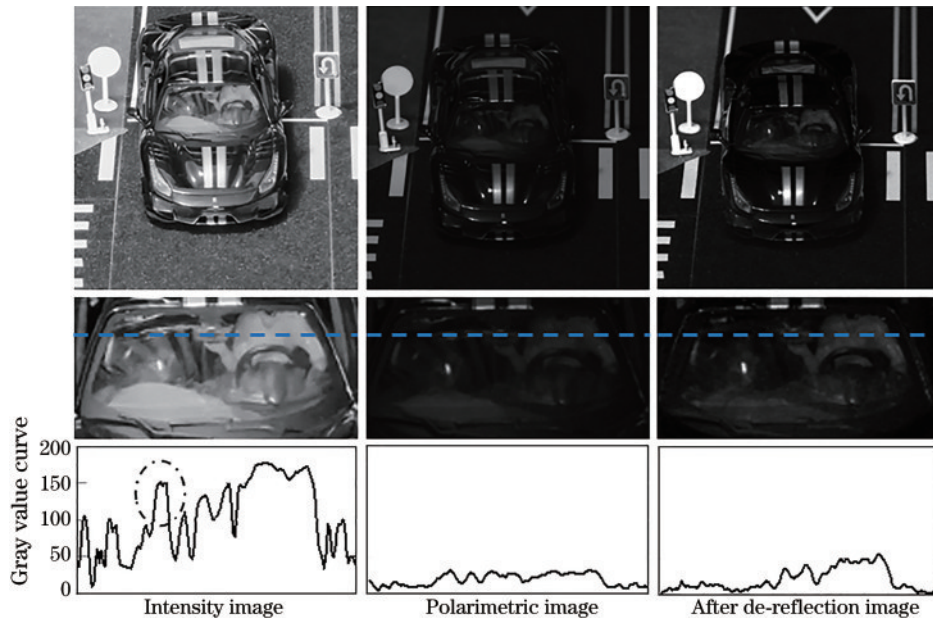 Gray value curve
200
150
100
50
0
Intensity image
Polarimetric image
After de-reflection image